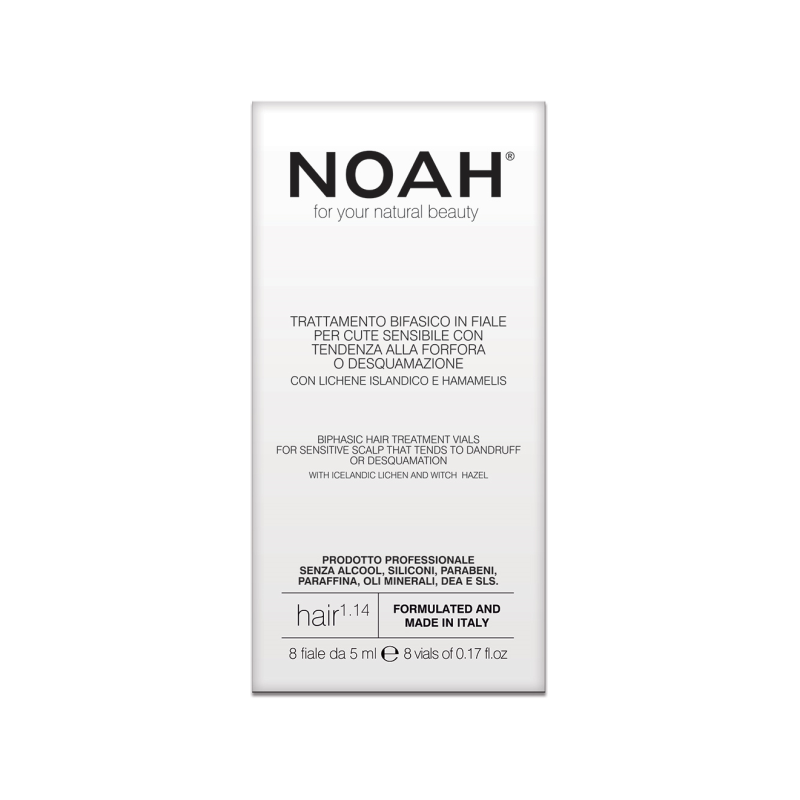 NOAH®
for your natural beauty
TRATTAMENTO BIFASICO IN FIALE
PER CUTE SENSIBILE CON
TENDENZA ALLA FORFORA
O DESQUAMAZIONE
CON LICHENE ISLANDICO E HAMAMELIS
BIPHASIC HAIR TREATMENT VIALS
FOR SENSITIVE SCALP THAT TENDS TO DANDRUFF
OR DESQUAMATION
WITH ICELANDIC LICHEN AND WITCH HAZEL
PRODOTTO PROFESSIONALE
SENZA ALCOOL, SILICONI, PARABENI,
PARAFFINA, OLI MINERALI, DEA E SLS.
hair1.14
FORMULATED AND
MADE IN ITALY
8 fiale da 5 ml ℮ 8 vials of 0.17 fl.oz